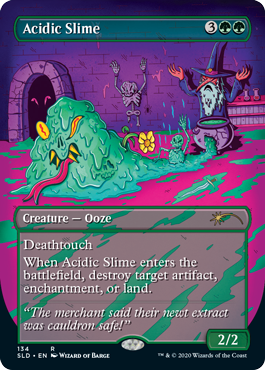 Acidic Slime 3
Creature — Ooze
Deathtouch
When Acidic Slime enters the
battlefield, destroy target artifact,
enchantment, or land.
“The merchant said their newt extract
was cauldron safe!”
2/2
134 R
SLD • EN Wizard of Barge
™ & © 2020 Wizards of the Coast